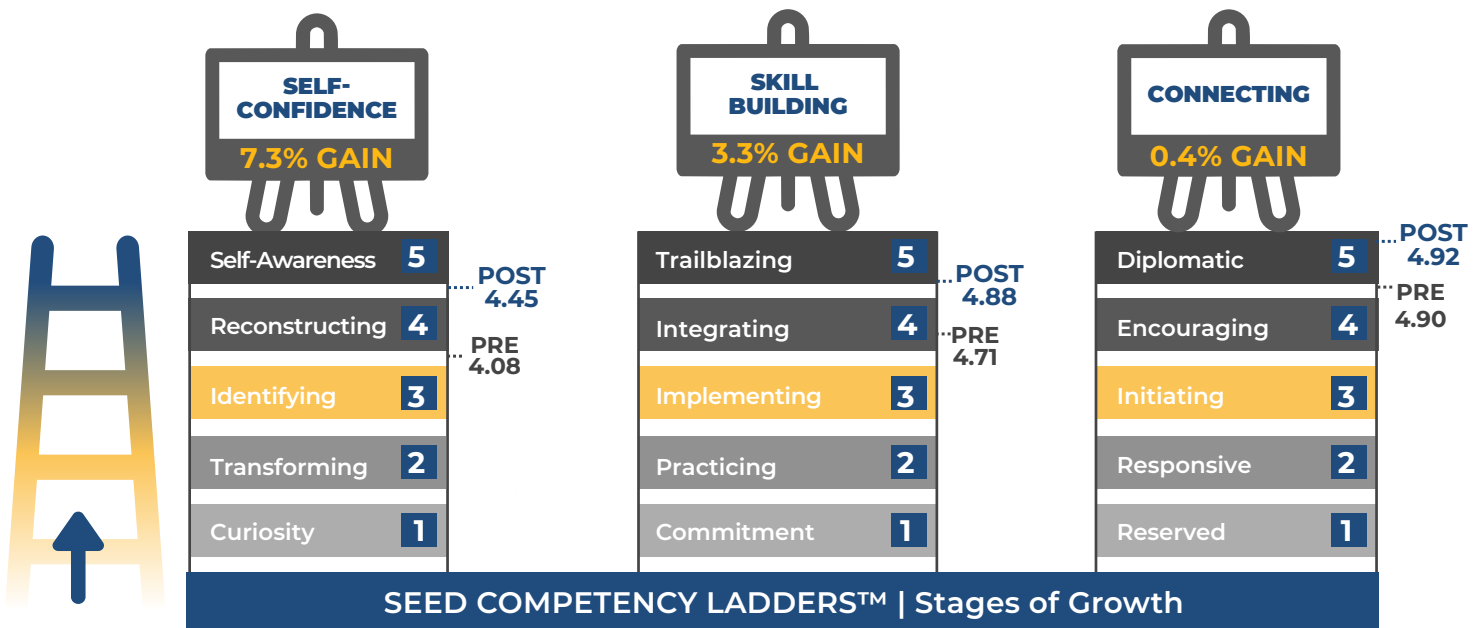 SELF-
CONFIDENCE
7.3% GAIN
Self-Awareness 5
Reconstructing 4
Identifying 3
Transforming 2
Curiosity 1
POST
4.45
PRE
4.08
SKILL
BUILDING
3.3% GAIN
Trailblazing 5
Integrating 4
Implementing 3
Practicing 2
Commitment 1
POST
4.88
PRE
4.71
CONNECTING
0.4% GAIN
Diplomatic 5
Encouraging 4
Initiating 3
Responsive 2
Reserved 1
POST
4.92
PRE
4.90
SEED COMPETENCY LADDERS™ | Stages of Growth